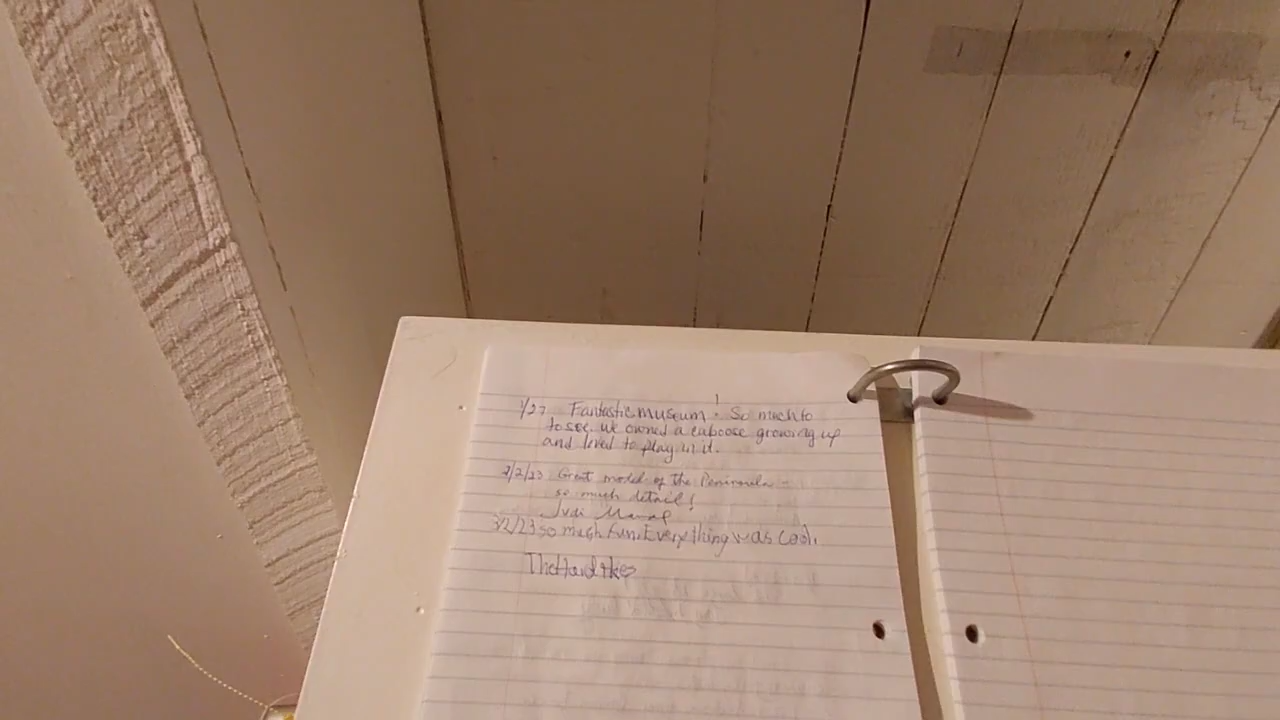 1/27 Fantastic museum! So much to
to see. we owned a caboose growing up
and loved to play in it.
2/2/23 Great model of the Peninsula -
so much detail!
Judi
3/2/23 so much fun. Everything was cool.